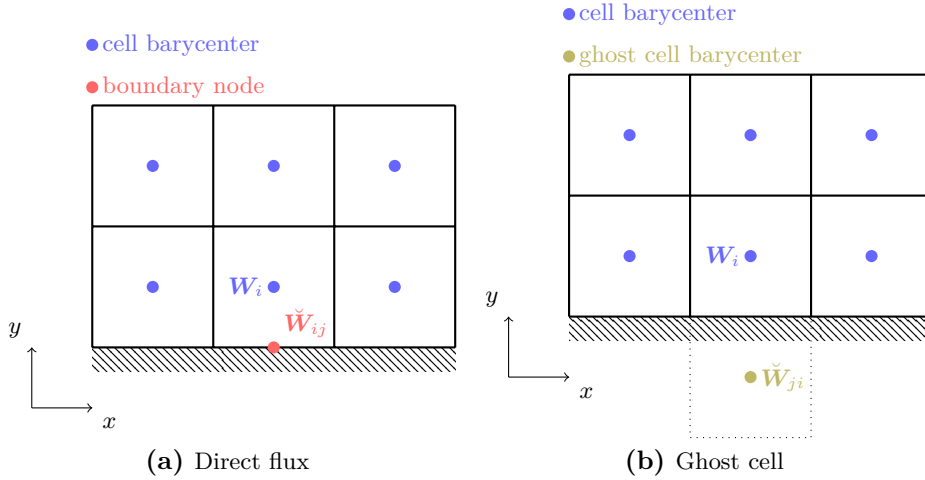 cell barycenter
boundary node
W_i
W̆_ij
y
x
(a) Direct flux
cell barycenter
ghost cell barycenter
W_i
y
x
W̆_ji
(b) Ghost cell